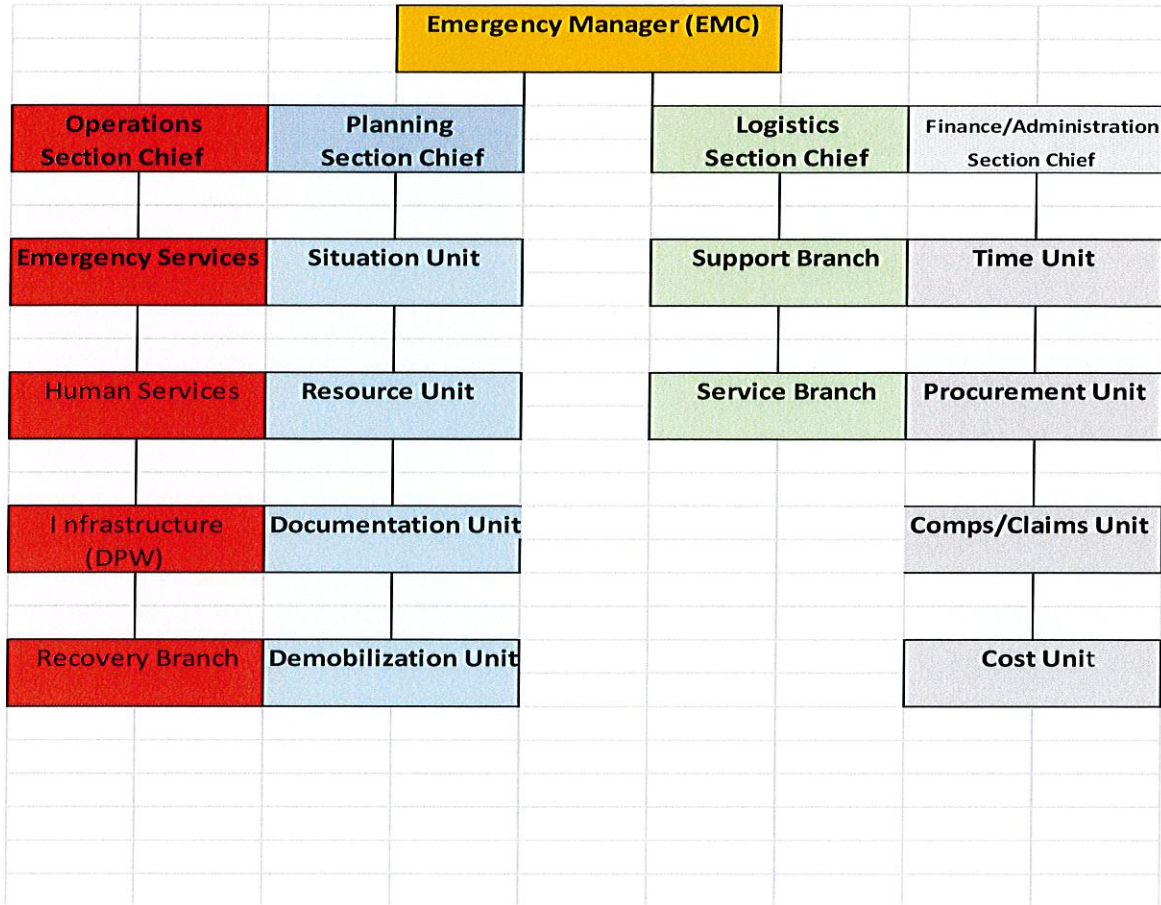 Emergency Manager (EMC)
Operations
Section Chief
Planning
Section Chief
Logistics
Section Chief
Finance/Administration
Section Chief
Emergency Services
Situation Unit
Support Branch
Time Unit
Human Services
Resource Unit
Service Branch
Procurement Unit
Infrastructure
(DPW)
Documentation Unit
Comps/Claims Unit
Recovery Branch
Demobilization Unit
Cost Unit